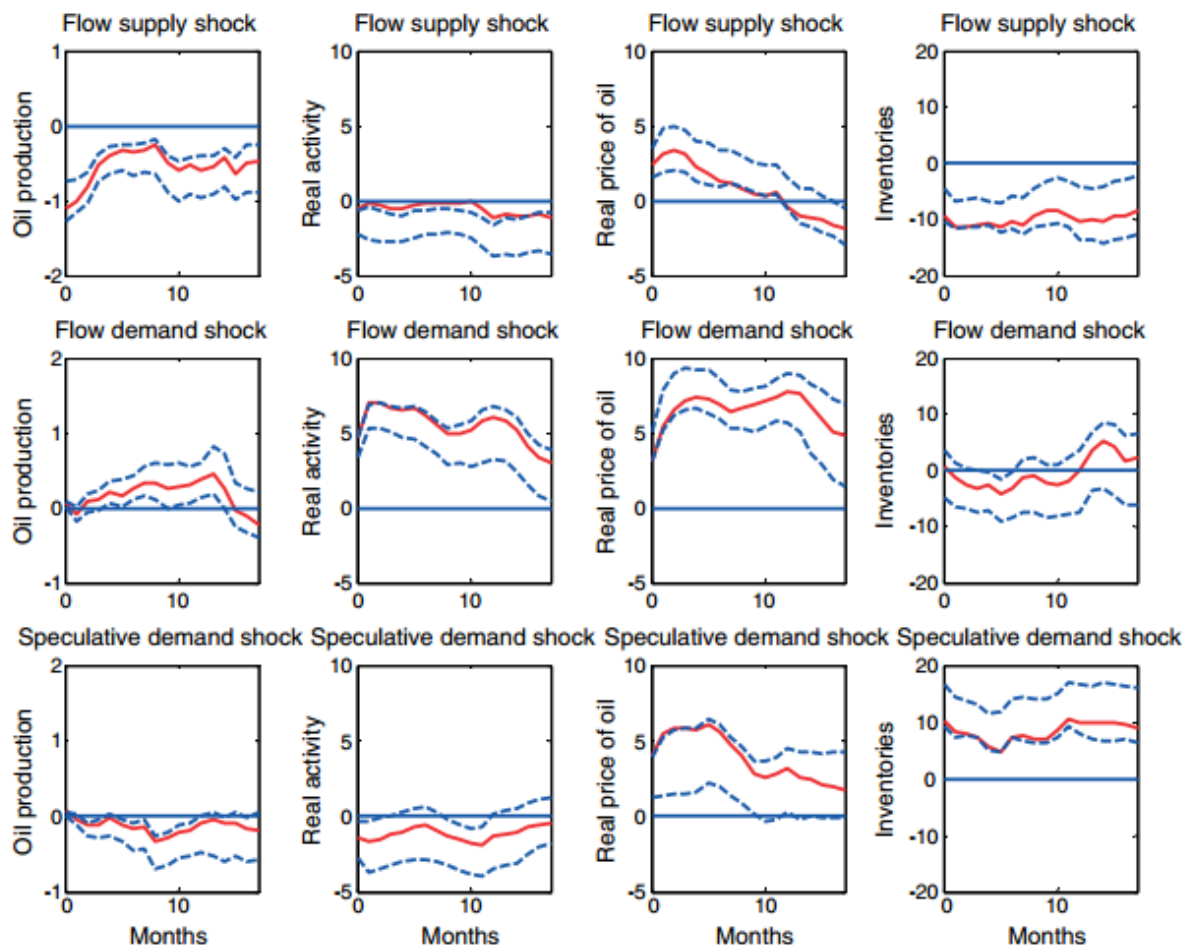 Flow supply shock
Flow supply shock
Flow supply shock
Flow supply shock
Oil production
1
0
-1
-2
0
10
Real activity
10
5
0
-5
0
10
Real price of oil
10
5
0
-5
0
10
Inventories
20
10
0
-10
-20
0
10
Flow demand shock
Flow demand shock
Flow demand shock
Flow demand shock
Oil production
2
1
0
-1
0
10
Real activity
10
5
0
-5
0
10
Real price of oil
10
5
0
-5
0
10
Inventories
20
10
0
-10
-20
0
10
Speculative demand shock
Speculative demand shock
Speculative demand shock
Speculative demand shock
Oil production
2
1
0
-1
0
10
Months
Real activity
10
5
0
-5
0
10
Months
Real price of oil
10
5
0
-5
0
10
Months
Inventories
20
10
0
-10
-20
0
10
Months